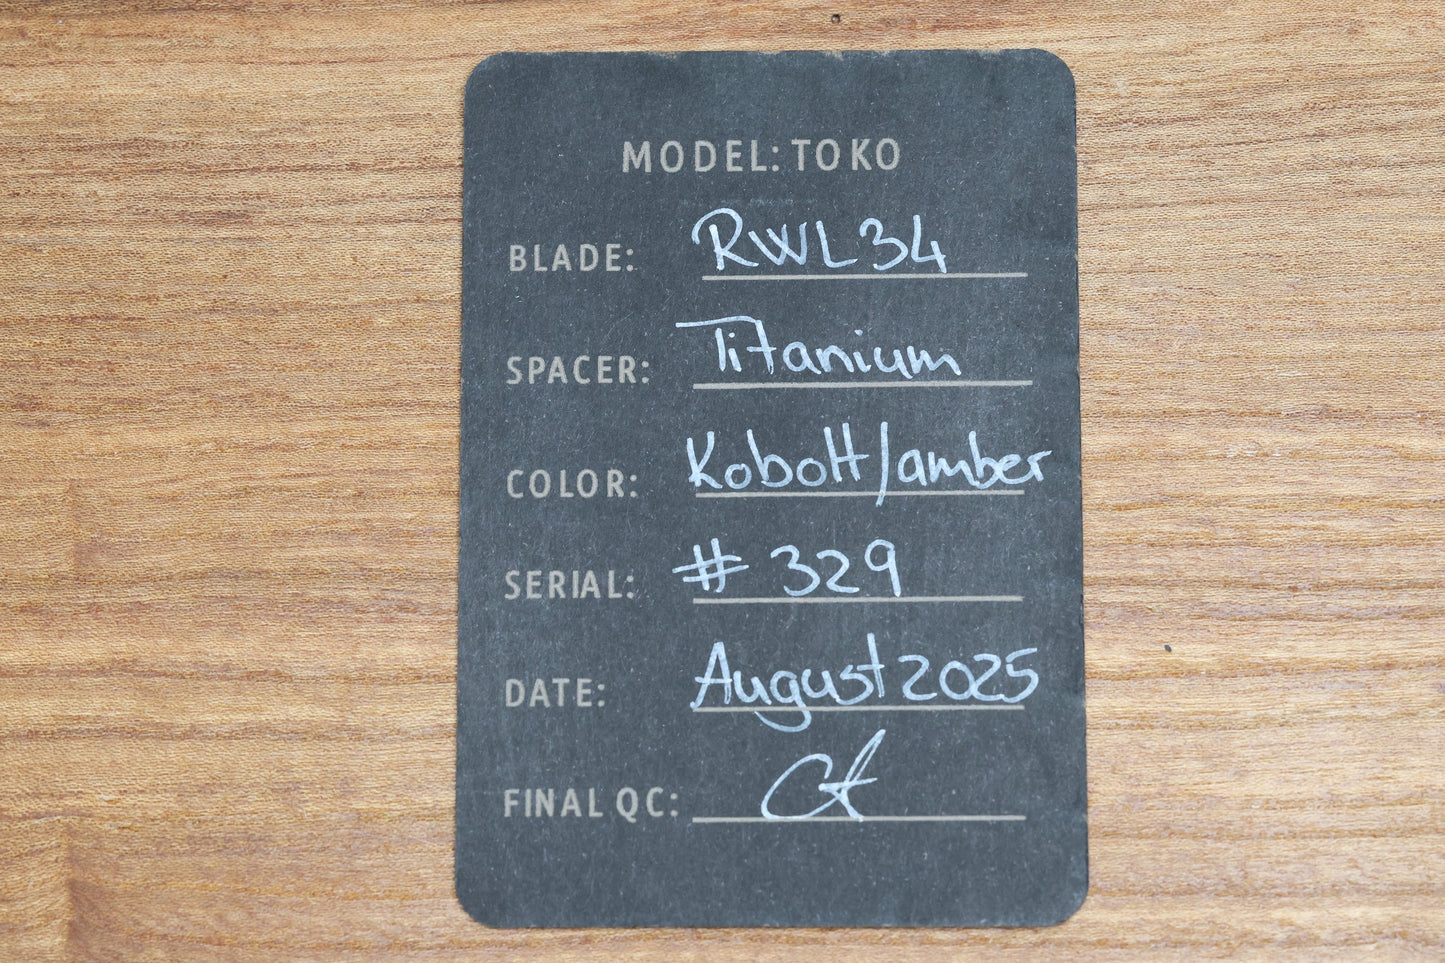 MODEL: TOKO
BLADE: RWL34
SPACER: Titanium
COLOR: Kobolt/amber
SERIAL: # 329
DATE: August 2025
FINAL QC: